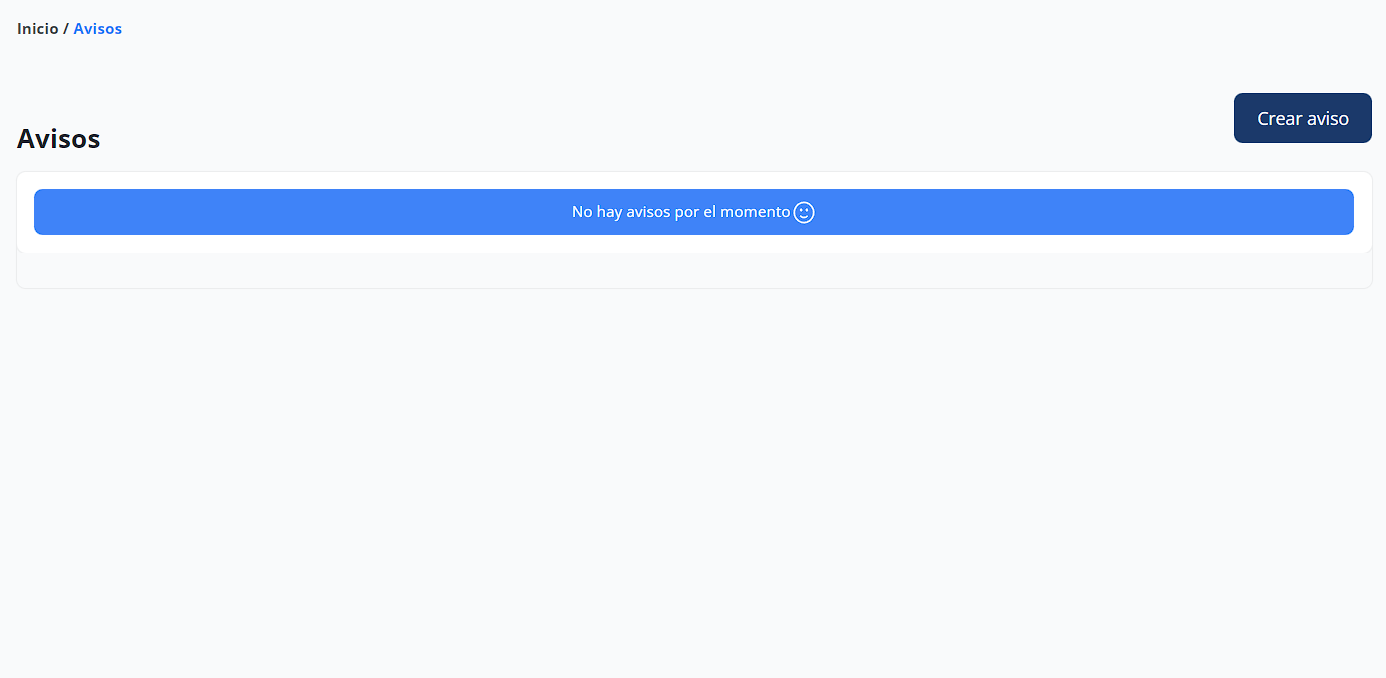 Inicio / Avisos
Crear aviso
Avisos
No hay avisos por el momento